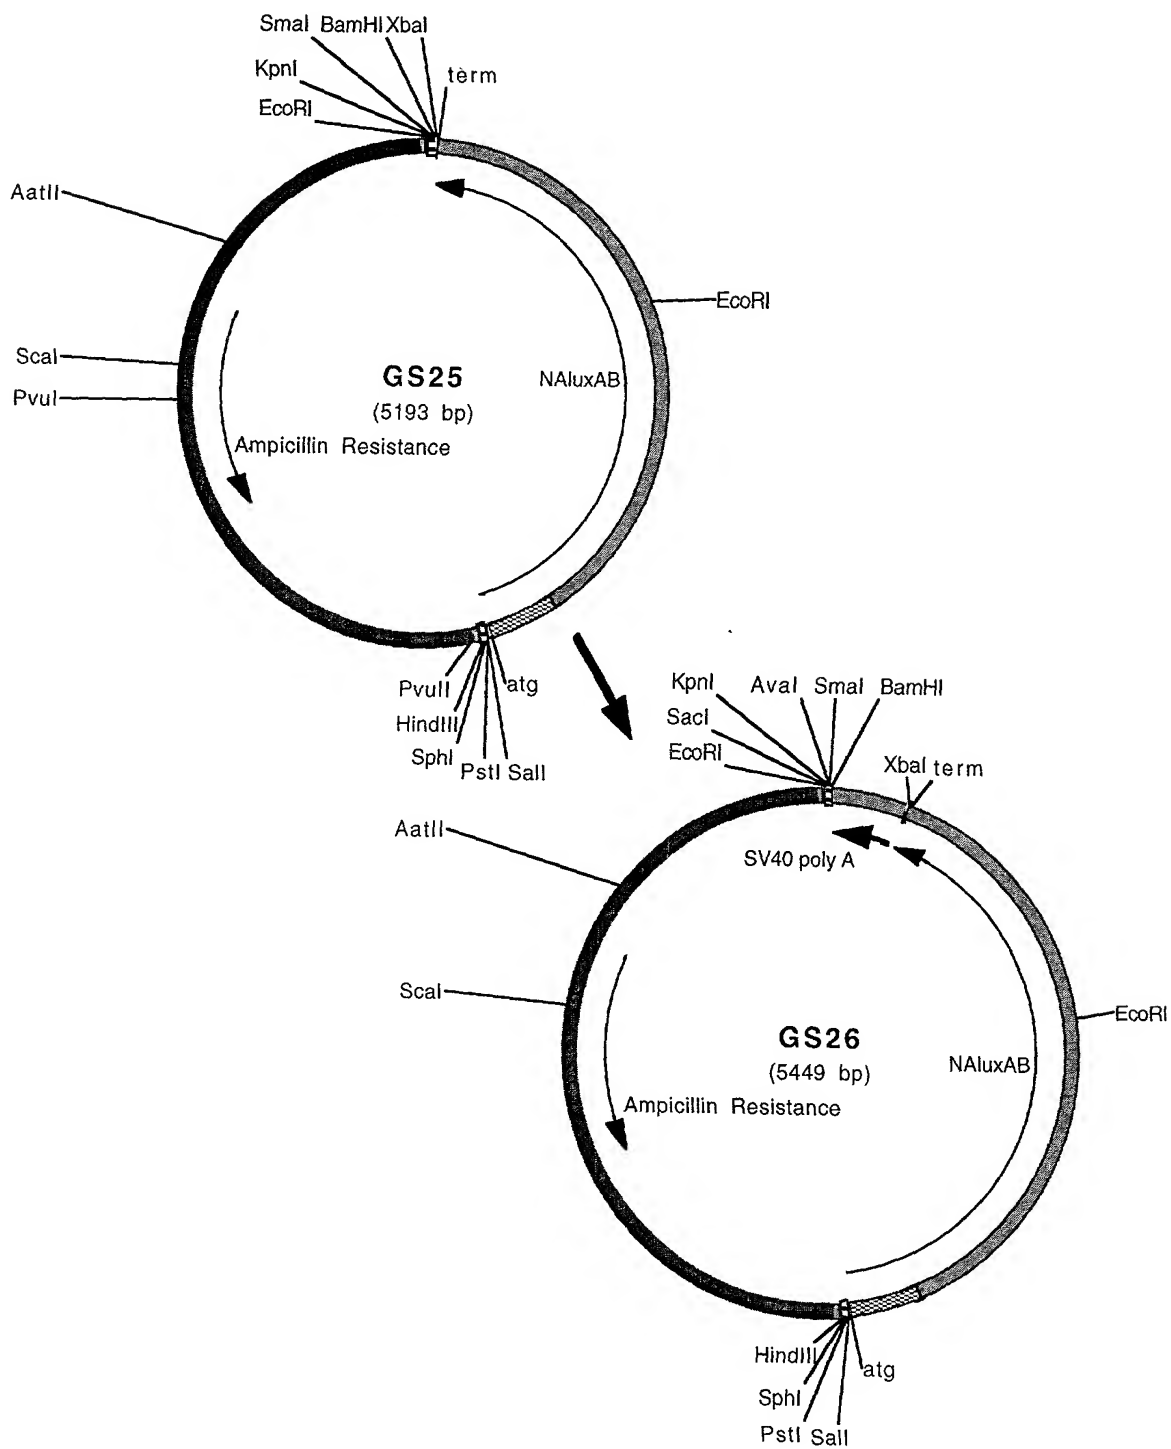 SmaI BamHI XbaI
KpnI
tèrm
EcoRI
AatII
EcoRI
ScaI
PvuI
GS25
(5193 bp)
NAluxAB
Ampicillin Resistance
PvuII
atg
HindIII
SphI
PstI SalI
KpnI
AvaI
SmaI
BamHI
SacI
EcoRI
XbaI term
AatII
SV40 poly A
ScaI
EcoRI
GS26
(5449 bp)
NAluxAB
Ampicillin Resistance
HindIII
atg
SphI
PstI SalI